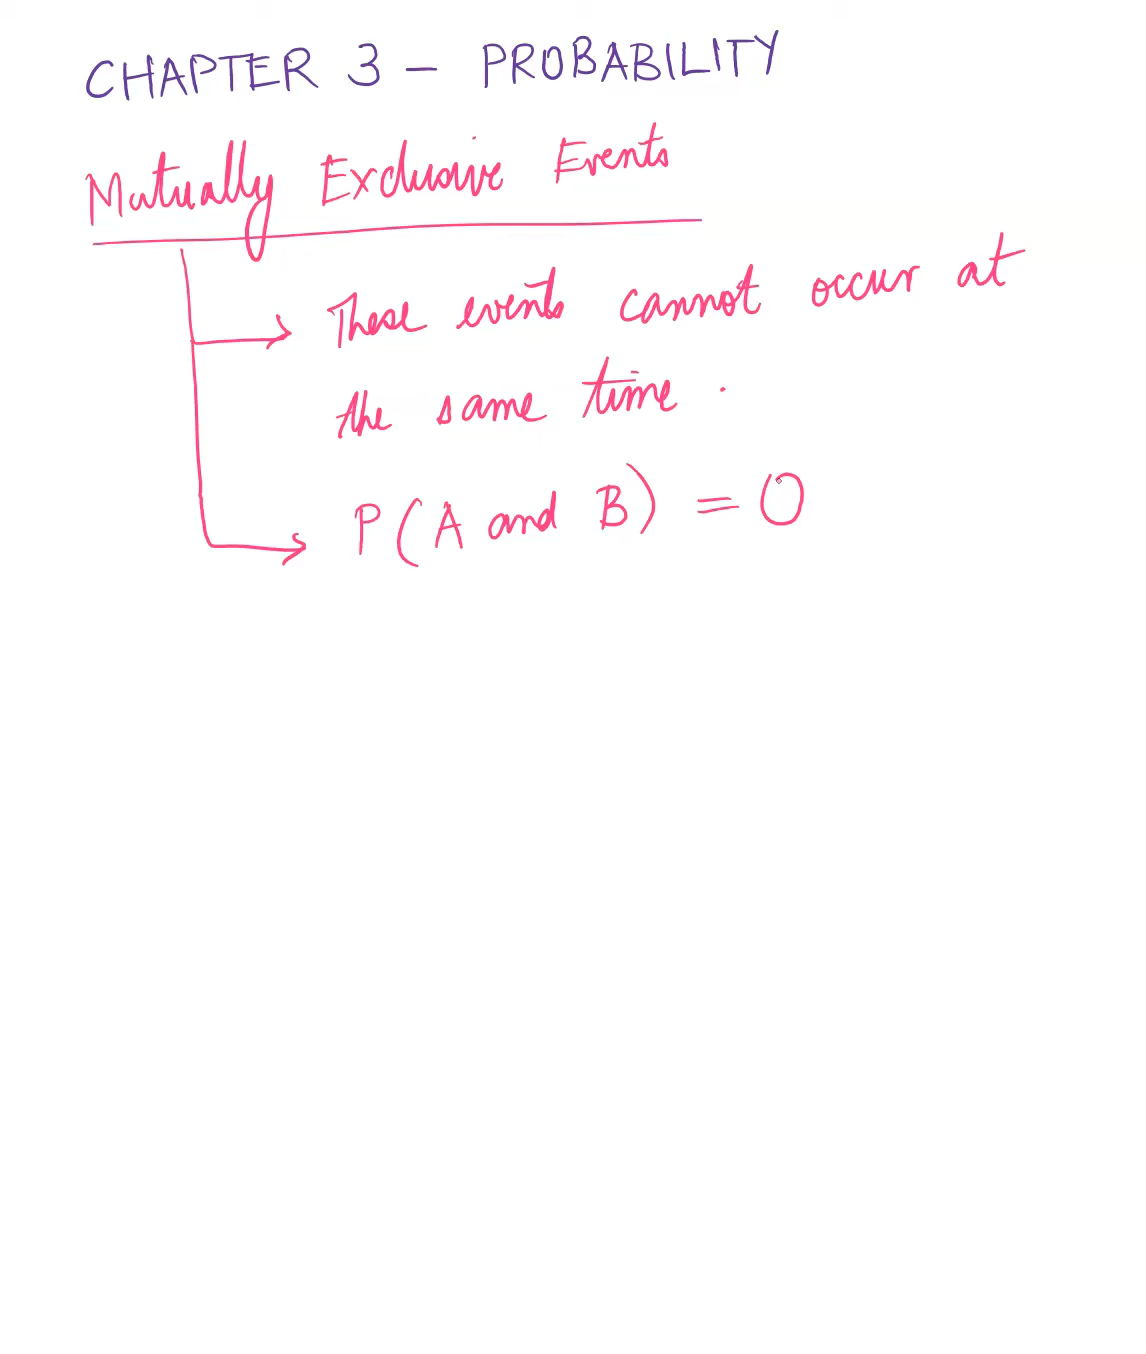 CHAPTER 3 - PROBABILITY
Mutually Exclusive Events
These events cannot occur at
the same time .
P(A and B) = 0